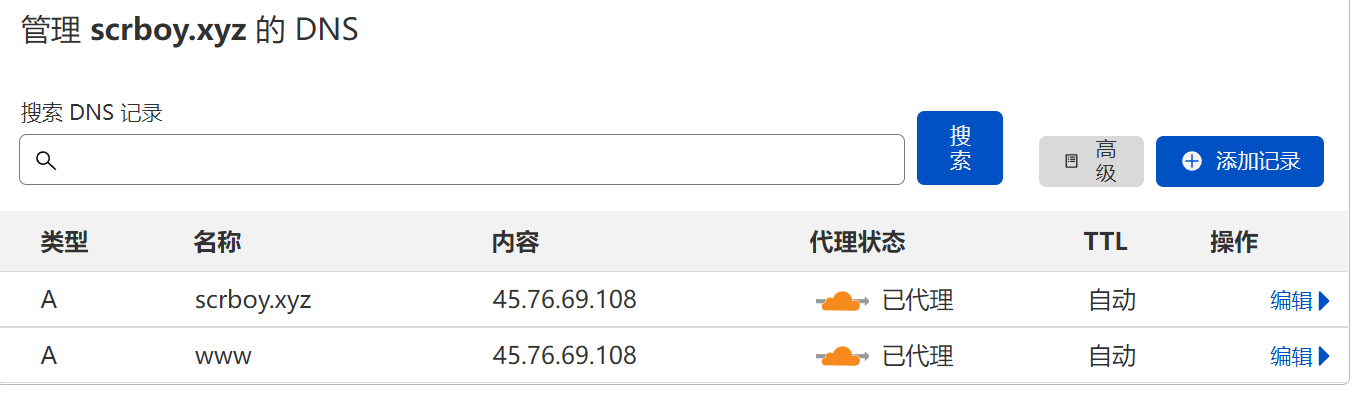 管理 scrboy.xyz 的 DNS
搜索 DNS 记录
搜索
高级
添加记录
类型 名称 内容 代理状态 TTL 操作
A scrboy.xyz 45.76.69.108 已代理 自动 编辑
A www 45.76.69.108 已代理 自动 编辑